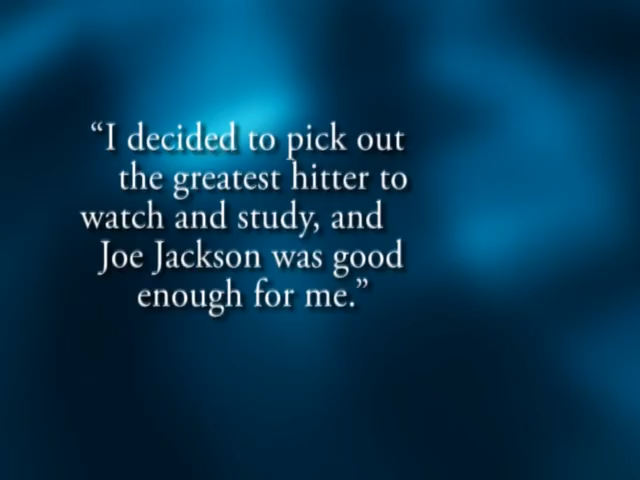 “I decided to pick out
the greatest hitter to
watch and study, and
Joe Jackson was good
enough for me.”